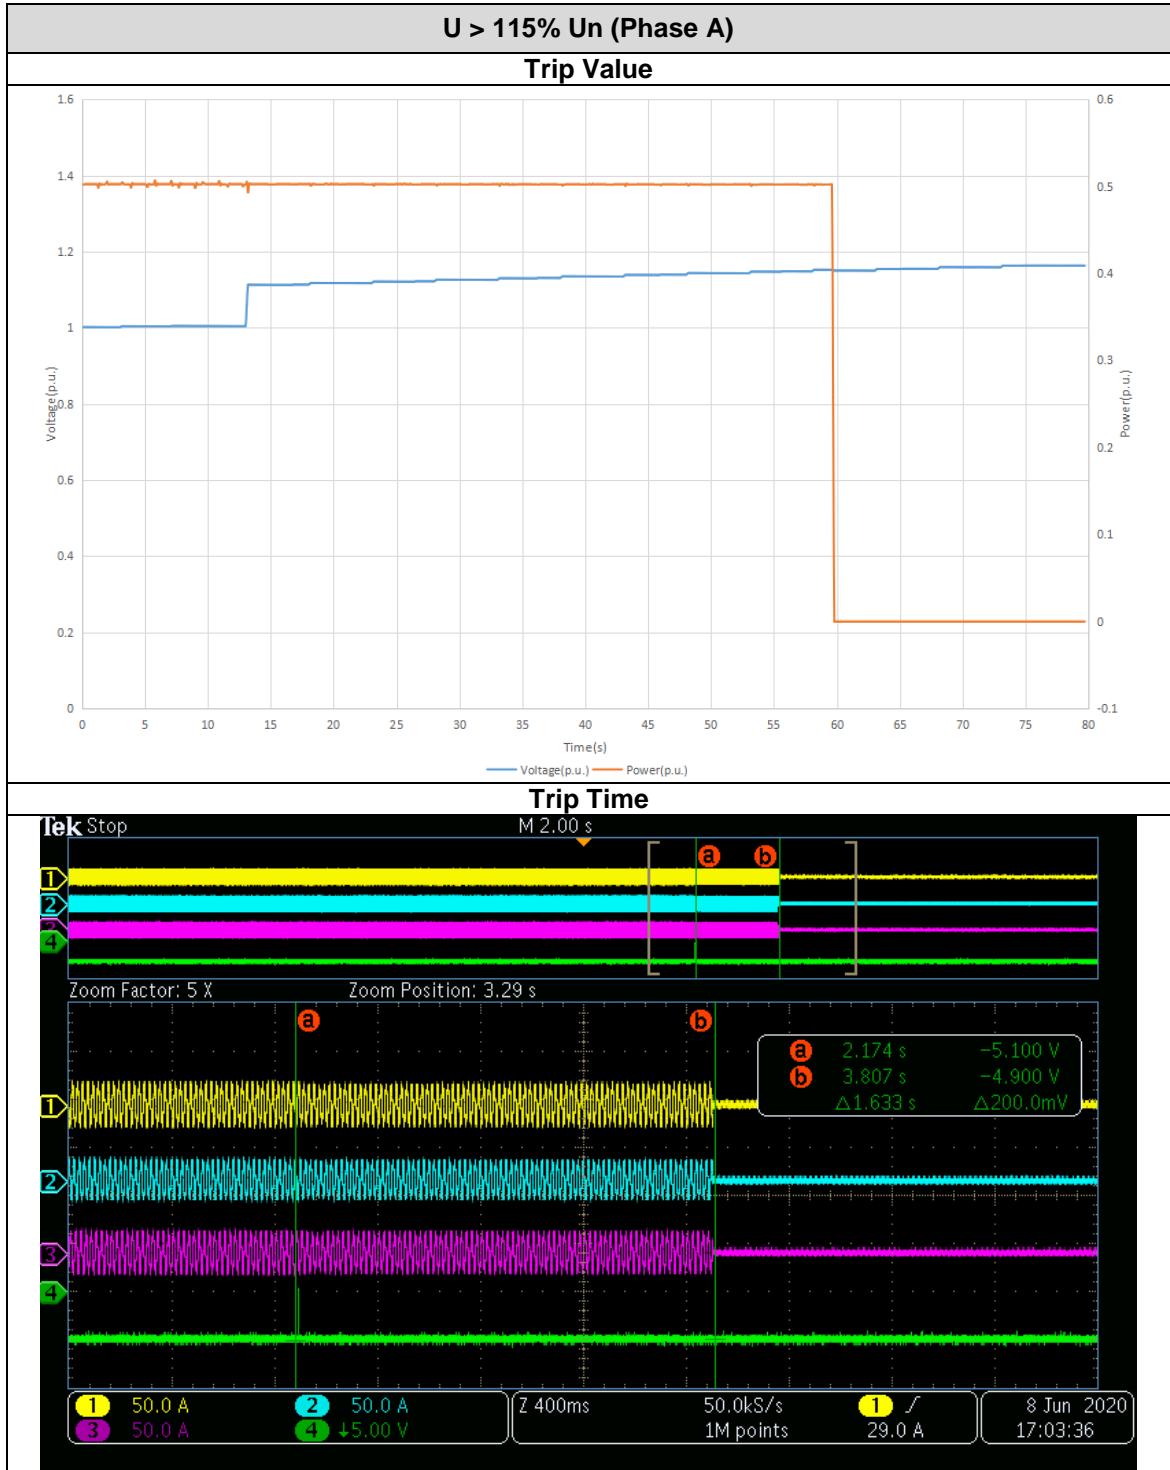 U > 115% Un (Phase A)
Trip Value
1.6
1.4
1.2
1
0.8
0.6
0.4
0.2
0
Voltage(p.u.)
0.6
0.5
0.4
0.3
0.2
0.1
0
-0.1
Power(p.u.)
0 5 10 15 20 25 30 35 40 45 50 55 60 65 70 75 80
Time(s)
Voltage(p.u.) Power(p.u.)
Trip Time
Tek Stop M 2.00 s
a b
1
2
3
4
Zoom Factor: 5 X Zoom Position: 3.29 s
a b
a 2.174 s -5.100 V
b 3.807 s -4.900 V
△1.633 s △200.0mV
1
2
3
4
1 50.0 A 2 50.0 A Z 400ms 50.0kS/s 1 / 8 Jun 2020
3 50.0 A 4 ↓5.00 V 1M points 29.0 A 17:03:36